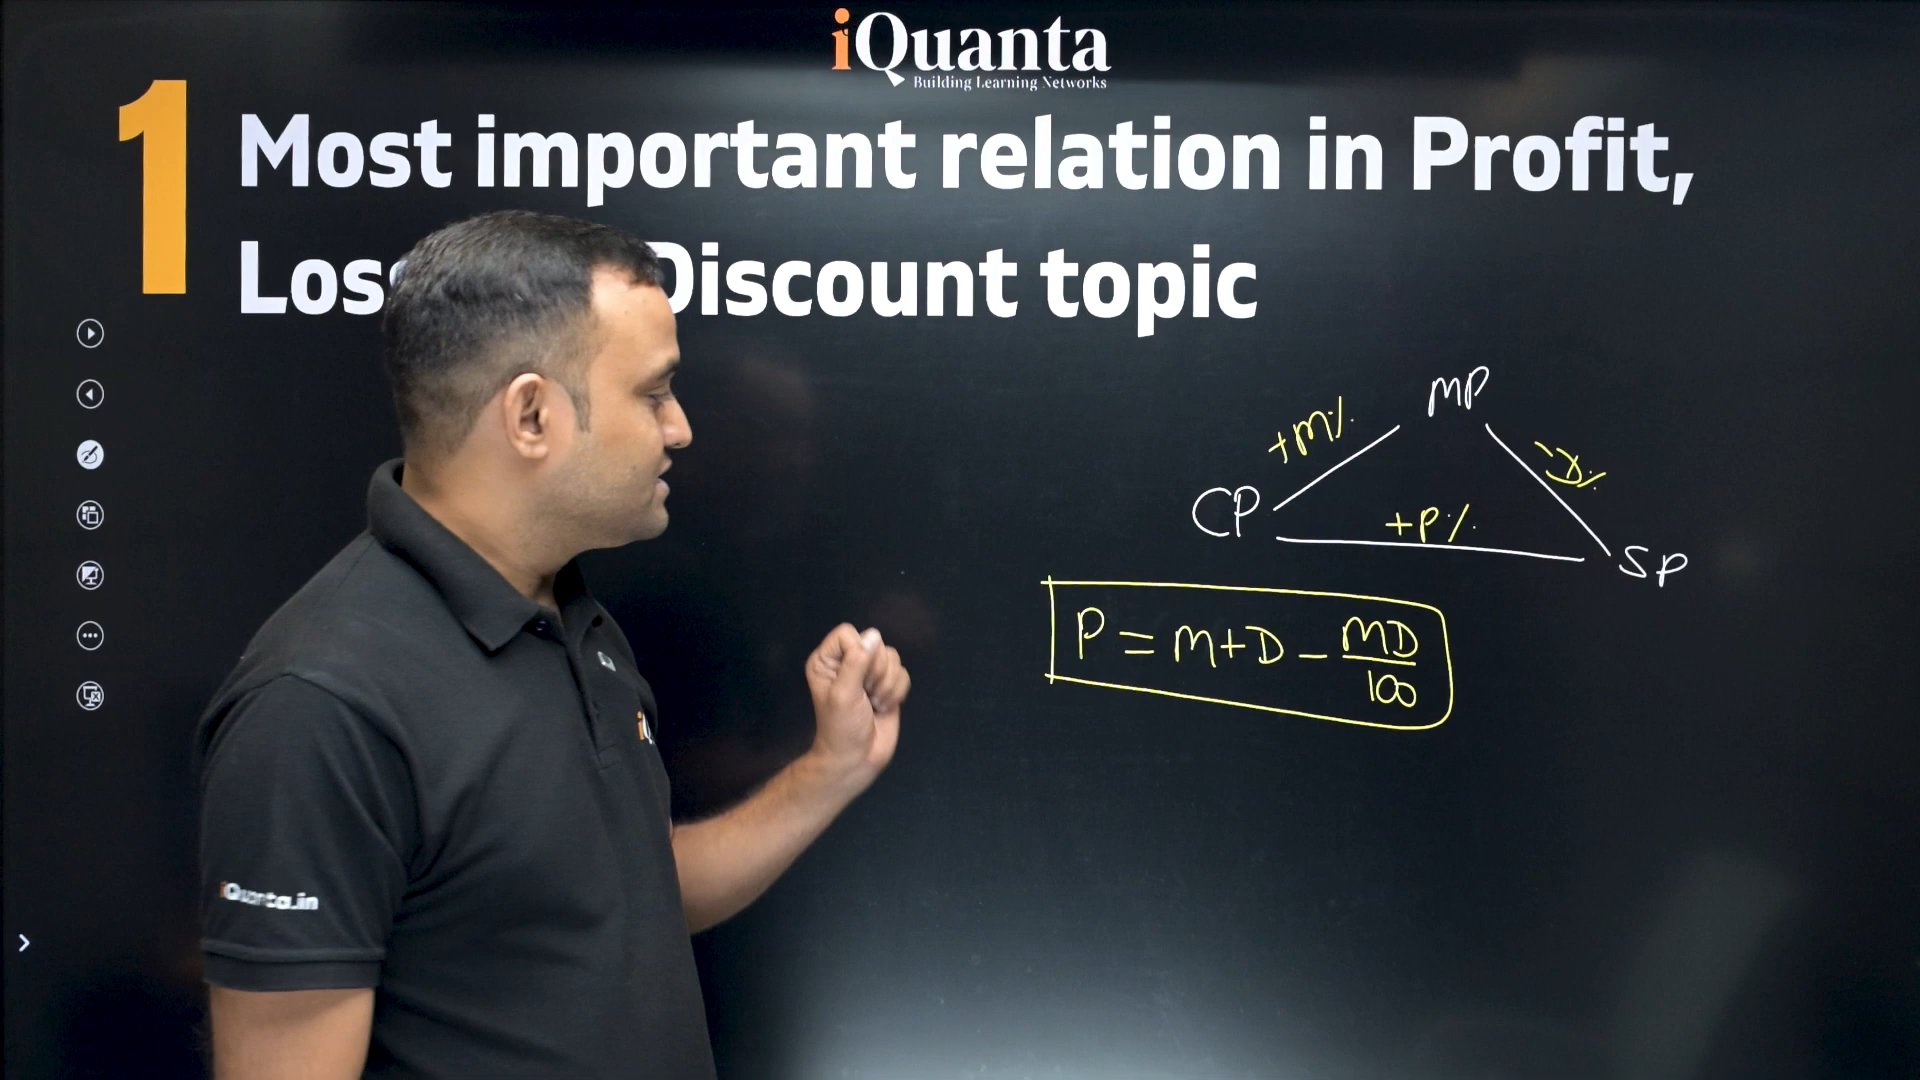 iQuanta
Building Learning Networks
1
Most important relation in Profit,
Discount topic
MP
+M%
-D%
CP
+P%
SP
P = M+D - MD/100
iQuanta.in